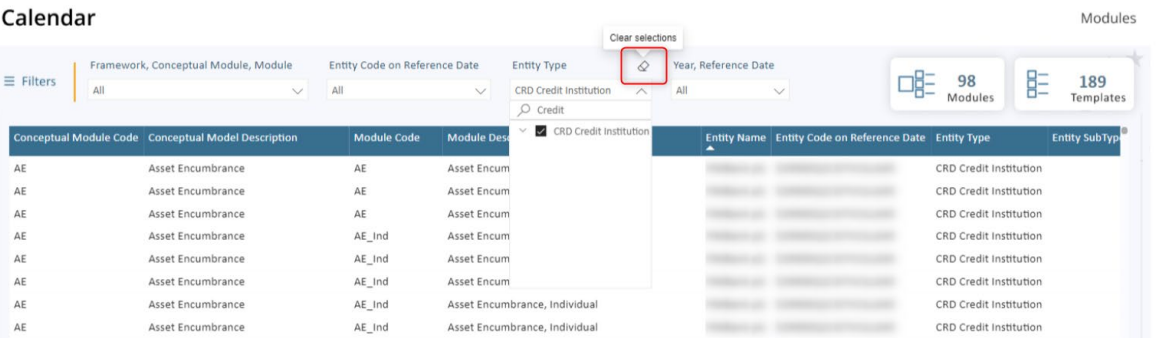 Calendar
Modules
Clear selections
Filters
Framework, Conceptual Module, Module
Entity Code on Reference Date
Entity Type
Year, Reference Date
All
All
CRD Credit Institution
All
98
Modules
189
Templates
Credit
CRD Credit Institution
Conceptual Module Code Conceptual Model Description Module Code Module Des Entity Name Entity Code on Reference Date Entity Type Entity SubTyp
AE Asset Encumbrance AE Asset Encum CRD Credit Institution
AE Asset Encumbrance AE Asset Encum CRD Credit Institution
AE Asset Encumbrance AE Asset Encum CRD Credit Institution
AE Asset Encumbrance AE_Ind Asset Encum CRD Credit Institution
AE Asset Encumbrance AE_Ind Asset Encum CRD Credit Institution
AE Asset Encumbrance AE_Ind Asset Encum CRD Credit Institution
AE Asset Encumbrance AE_Ind Asset Encumbrance, Individual CRD Credit Institution
AE Asset Encumbrance AE_Ind Asset Encumbrance, Individual CRD Credit Institution